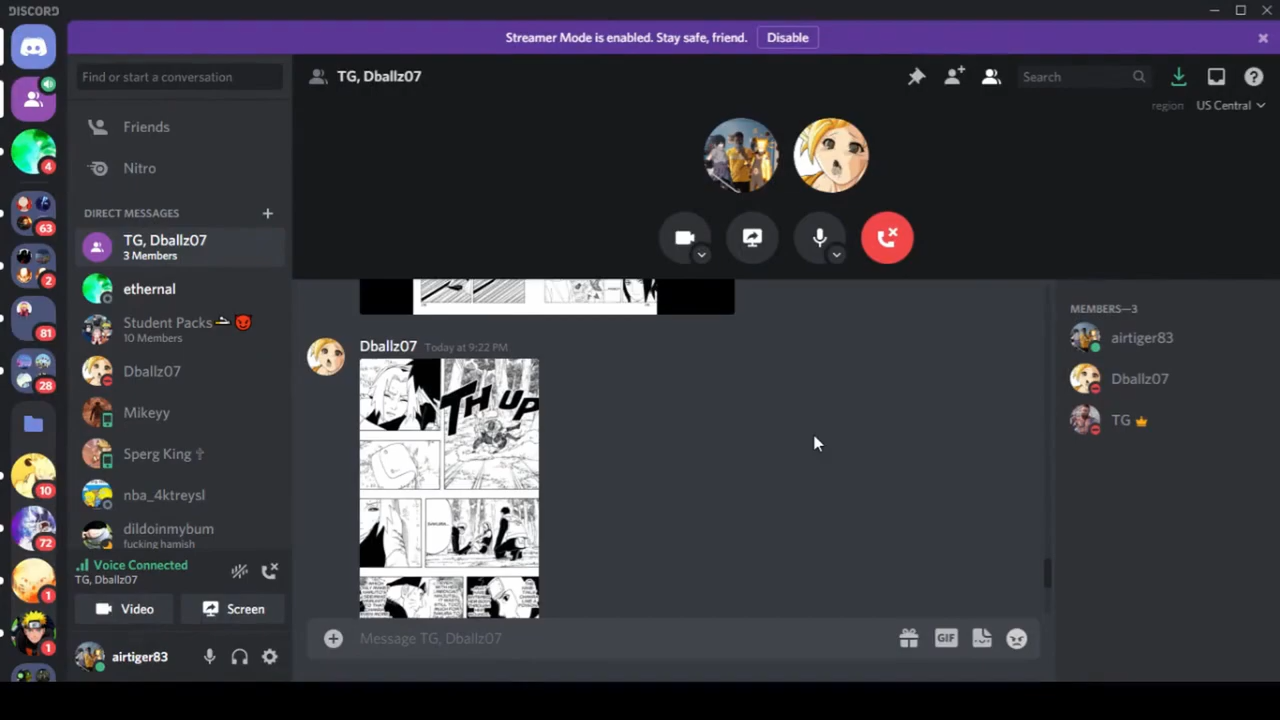 DISCORD
Streamer Mode is enabled. Stay safe, friend.
Disable
Find or start a conversation
TG, Dballz07
Search
region
US Central
Friends
Nitro
DIRECT MESSAGES
TG, Dballz07
3 Members
ethernal
Student Packs
10 Members
Dballz07
Mikeyy
Sperg King
nba_4ktreysl
dildoinmybum
fucking hamish
Voice Connected
TG, Dballz07
Video
Screen
airtiger83
4
63
2
81
28
10
72
1
1
Dballz07
Today at 9:22 PM
TH UP
Message TG, Dballz07
GIF
MEMBERS—3
airtiger83
Dballz07
TG